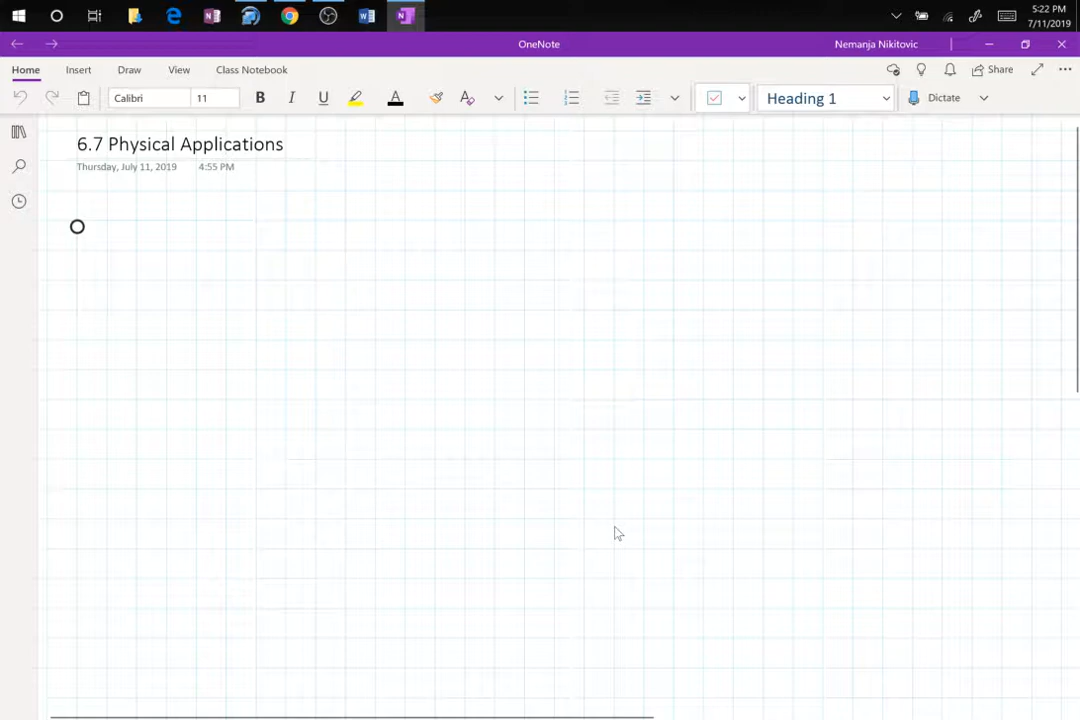 5:22 PM
7/11/2019
OneNote
Nemanja Nikitovic
Home Insert Draw View Class Notebook
Share
Calibri 11 B I U A Heading 1 Dictate
6.7 Physical Applications
Thursday, July 11, 2019 4:55 PM